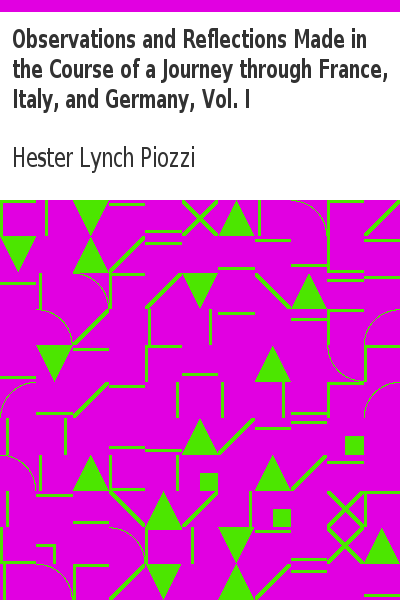 Observations and Reflections Made in
the Course of a Journey through France,
Italy, and Germany, Vol. I
Hester Lynch Piozzi